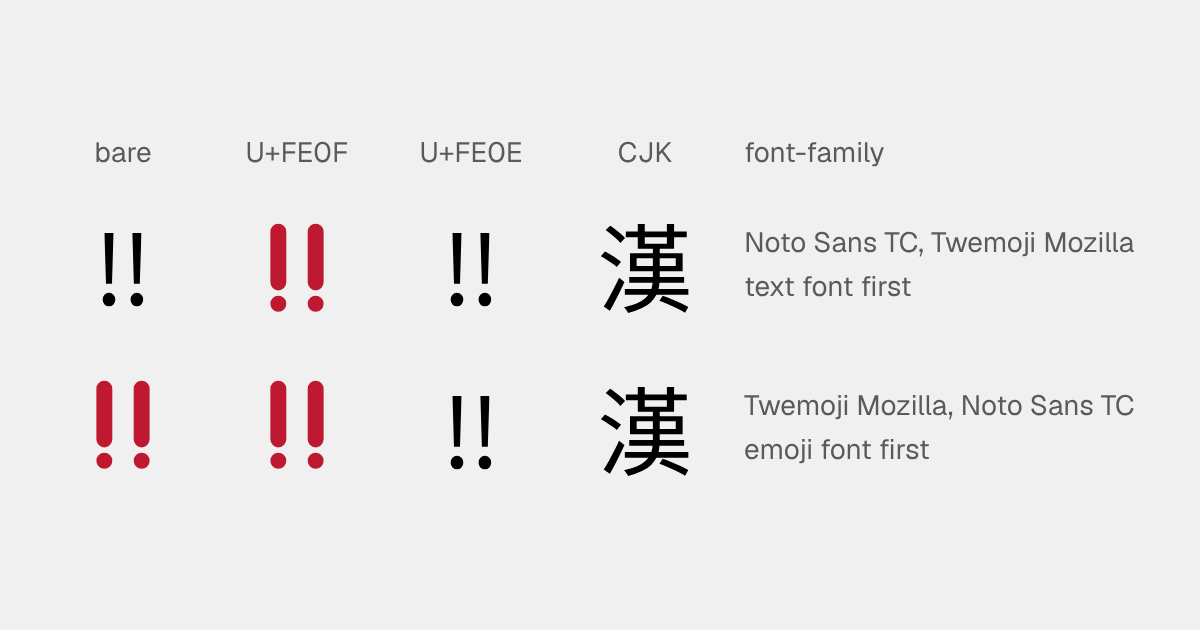 bare U+FE0F U+FE0E CJK font-family
‼ ‼️ ‼︎ 漢 Noto Sans TC, Twemoji Mozilla
text font first
‼ ‼️ ‼︎ 漢 Twemoji Mozilla, Noto Sans TC
emoji font first